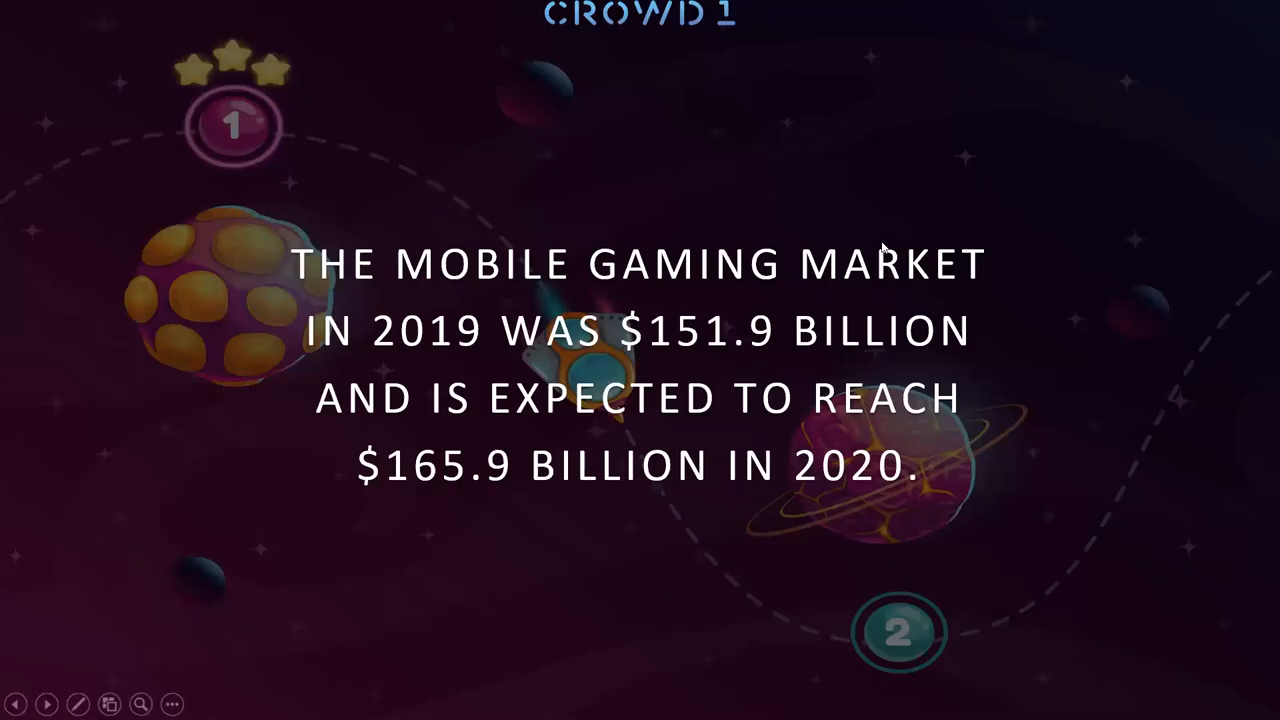 CROWD 1
1
THE MOBILE GAMING MARKET
IN 2019 WAS $151.9 BILLION
AND IS EXPECTED TO REACH
$165.9 BILLION IN 2020.
2